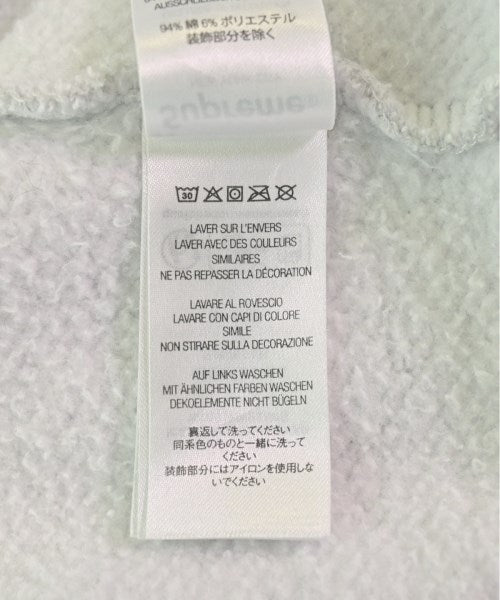 AUSSCHLIESSLICH
94% 綿 6% ポリエステル
装飾部分を除く
Supreme
30
LAVER SUR L'ENVERS
LAVER AVEC DES COULEURS
SIMILAIRES
NE PAS REPASSER LA DÉCORATION
LAVARE AL ROVESCIO
LAVARE CON CAPI DI COLORE
SIMILE
NON STIRARE SULLA DECORAZIONE
AUF LINKS WASCHEN
MIT ÄHNLICHEN FARBEN WASCHEN
DEKOELEMENTE NICHT BÜGELN
裏返して洗ってください
同系色のものと一緒に洗って
ください
装飾部分にはアイロンを使用しな
いでください